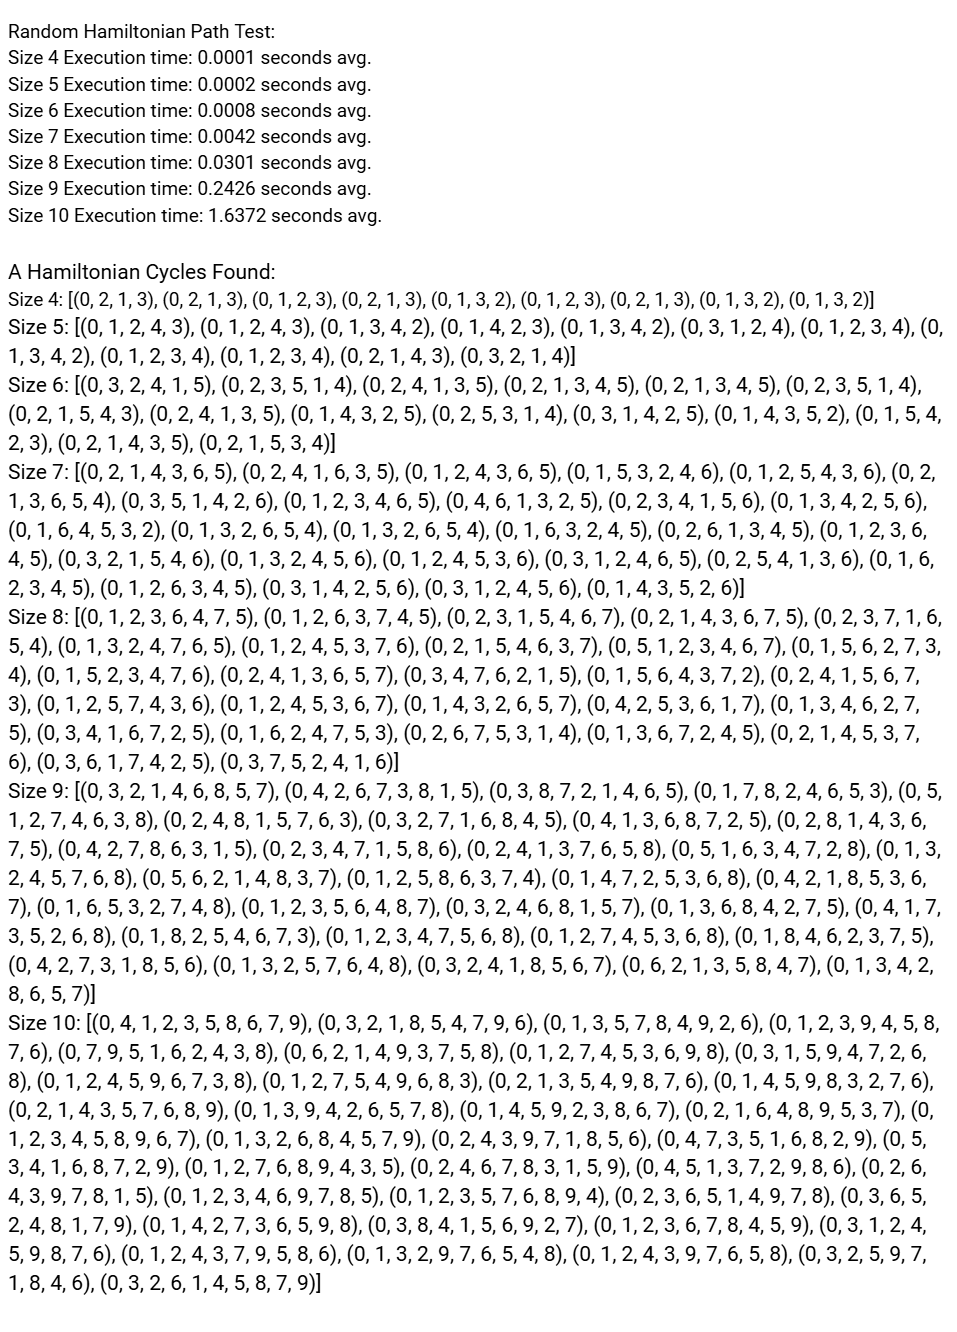 Random Hamiltonian Path Test:
Size 4 Execution time: 0.0001 seconds avg.
Size 5 Execution time: 0.0002 seconds avg.
Size 6 Execution time: 0.0008 seconds avg.
Size 7 Execution time: 0.0042 seconds avg.
Size 8 Execution time: 0.0301 seconds avg.
Size 9 Execution time: 0.2426 seconds avg.
Size 10 Execution time: 1.6372 seconds avg.
A Hamiltonian Cycles Found:
Size 4: [(0, 2, 1, 3), (0, 2, 1, 3), (0, 1, 2, 3), (0, 2, 1, 3), (0, 1, 3, 2), (0, 1, 2, 3), (0, 2, 1, 3), (0, 1, 3, 2), (0, 1, 3, 2)]
Size 5: [(0, 1, 2, 4, 3), (0, 1, 2, 4, 3), (0, 1, 3, 4, 2), (0, 1, 4, 2, 3), (0, 1, 3, 4, 2), (0, 3, 1, 2, 4), (0, 1, 2, 3, 4), (0,
1, 3, 4, 2), (0, 1, 2, 3, 4), (0, 1, 2, 3, 4), (0, 2, 1, 4, 3), (0, 3, 2, 1, 4)]
Size 6: [(0, 3, 2, 4, 1, 5), (0, 2, 3, 5, 1, 4), (0, 2, 4, 1, 3, 5), (0, 2, 1, 3, 4, 5), (0, 2, 1, 3, 4, 5), (0, 2, 3, 5, 1, 4),
(0, 2, 1, 5, 4, 3), (0, 2, 4, 1, 3, 5), (0, 1, 4, 3, 2, 5), (0, 2, 5, 3, 1, 4), (0, 3, 1, 4, 2, 5), (0, 1, 4, 3, 5, 2), (0, 1, 5, 4,
2, 3), (0, 2, 1, 4, 3, 5), (0, 2, 1, 5, 3, 4)]
Size 7: [(0, 2, 1, 4, 3, 6, 5), (0, 2, 4, 1, 6, 3, 5), (0, 1, 2, 4, 3, 6, 5), (0, 1, 5, 3, 2, 4, 6), (0, 1, 2, 5, 4, 3, 6), (0, 2,
1, 3, 6, 5, 4), (0, 3, 5, 1, 4, 2, 6), (0, 1, 2, 3, 4, 6, 5), (0, 4, 6, 1, 3, 2, 5), (0, 2, 3, 4, 1, 5, 6), (0, 1, 3, 4, 2, 5, 6),
(0, 1, 6, 4, 5, 3, 2), (0, 1, 3, 2, 6, 5, 4), (0, 1, 3, 2, 6, 5, 4), (0, 1, 6, 3, 2, 4, 5), (0, 2, 6, 1, 3, 4, 5), (0, 1, 2, 3, 6,
4, 5), (0, 3, 2, 1, 5, 4, 6), (0, 1, 3, 2, 4, 5, 6), (0, 1, 2, 4, 5, 3, 6), (0, 3, 1, 2, 4, 6, 5), (0, 2, 5, 4, 1, 3, 6), (0, 1, 6,
2, 3, 4, 5), (0, 1, 2, 6, 3, 4, 5), (0, 3, 1, 4, 2, 5, 6), (0, 3, 1, 2, 4, 5, 6), (0, 1, 4, 3, 5, 2, 6)]
Size 8: [(0, 1, 2, 3, 6, 4, 7, 5), (0, 1, 2, 6, 3, 7, 4, 5), (0, 2, 3, 1, 5, 4, 6, 7), (0, 2, 1, 4, 3, 6, 7, 5), (0, 2, 3, 7, 1, 6,
5, 4), (0, 1, 3, 2, 4, 7, 6, 5), (0, 1, 2, 4, 5, 3, 7, 6), (0, 2, 1, 5, 4, 6, 3, 7), (0, 5, 1, 2, 3, 4, 6, 7), (0, 1, 5, 6, 2, 7, 3,
4), (0, 1, 5, 2, 3, 4, 7, 6), (0, 2, 4, 1, 3, 6, 5, 7), (0, 3, 4, 7, 6, 2, 1, 5), (0, 1, 5, 6, 4, 3, 7, 2), (0, 2, 4, 1, 5, 6, 7,
3), (0, 1, 2, 5, 7, 4, 3, 6), (0, 1, 2, 4, 5, 3, 6, 7), (0, 1, 4, 3, 2, 6, 5, 7), (0, 4, 2, 5, 3, 6, 1, 7), (0, 1, 3, 4, 6, 2, 7,
5), (0, 3, 4, 1, 6, 7, 2, 5), (0, 1, 6, 2, 4, 7, 5, 3), (0, 2, 6, 7, 5, 3, 1, 4), (0, 1, 3, 6, 7, 2, 4, 5), (0, 2, 1, 4, 5, 3, 7,
6), (0, 3, 6, 1, 7, 4, 2, 5), (0, 3, 7, 5, 2, 4, 1, 6)]
Size 9: [(0, 3, 2, 1, 4, 6, 8, 5, 7), (0, 4, 2, 6, 7, 3, 8, 1, 5), (0, 3, 8, 7, 2, 1, 4, 6, 5), (0, 1, 7, 8, 2, 4, 6, 5, 3), (0, 5,
1, 2, 7, 4, 6, 3, 8), (0, 2, 4, 8, 1, 5, 7, 6, 3), (0, 3, 2, 7, 1, 6, 8, 4, 5), (0, 4, 1, 3, 6, 8, 7, 2, 5), (0, 2, 8, 1, 4, 3, 6,
7, 5), (0, 4, 2, 7, 8, 6, 3, 1, 5), (0, 2, 3, 4, 7, 1, 5, 8, 6), (0, 2, 4, 1, 3, 7, 6, 5, 8), (0, 5, 1, 6, 3, 4, 7, 2, 8), (0, 1, 3,
2, 4, 5, 7, 6, 8), (0, 5, 6, 2, 1, 4, 8, 3, 7), (0, 1, 2, 5, 8, 6, 3, 7, 4), (0, 1, 4, 7, 2, 5, 3, 6, 8), (0, 4, 2, 1, 8, 5, 3, 6,
7), (0, 1, 6, 5, 3, 2, 7, 4, 8), (0, 1, 2, 3, 5, 6, 4, 8, 7), (0, 3, 2, 4, 6, 8, 1, 5, 7), (0, 1, 3, 6, 8, 4, 2, 7, 5), (0, 4, 1, 7,
3, 5, 2, 6, 8), (0, 1, 8, 2, 5, 4, 6, 7, 3), (0, 1, 2, 3, 4, 7, 5, 6, 8), (0, 1, 2, 7, 4, 5, 3, 6, 8), (0, 1, 8, 4, 6, 2, 3, 7, 5),
(0, 4, 2, 7, 3, 1, 8, 5, 6), (0, 1, 3, 2, 5, 7, 6, 4, 8), (0, 3, 2, 4, 1, 8, 5, 6, 7), (0, 6, 2, 1, 3, 5, 8, 4, 7), (0, 1, 3, 4, 2,
8, 6, 5, 7)]
Size 10: [(0, 4, 1, 2, 3, 5, 8, 6, 7, 9), (0, 3, 2, 1, 8, 5, 4, 7, 9, 6), (0, 1, 3, 5, 7, 8, 4, 9, 2, 6), (0, 1, 2, 3, 9, 4, 5, 8,
7, 6), (0, 7, 9, 5, 1, 6, 2, 4, 3, 8), (0, 6, 2, 1, 4, 9, 3, 7, 5, 8), (0, 1, 2, 7, 4, 5, 3, 6, 9, 8), (0, 3, 1, 5, 9, 4, 7, 2, 6,
8), (0, 1, 2, 4, 5, 9, 6, 7, 3, 8), (0, 1, 2, 7, 5, 4, 9, 6, 8, 3), (0, 2, 1, 3, 5, 4, 9, 8, 7, 6), (0, 1, 4, 5, 9, 8, 3, 2, 7, 6),
(0, 2, 1, 4, 3, 5, 7, 6, 8, 9), (0, 1, 3, 9, 4, 2, 6, 5, 7, 8), (0, 1, 4, 5, 9, 2, 3, 8, 6, 7), (0, 2, 1, 6, 4, 8, 9, 5, 3, 7), (0,
1, 2, 3, 4, 5, 8, 9, 6, 7), (0, 1, 3, 2, 6, 8, 4, 5, 7, 9), (0, 2, 4, 3, 9, 7, 1, 8, 5, 6), (0, 4, 7, 3, 5, 1, 6, 8, 2, 9), (0, 5,
3, 4, 1, 6, 8, 7, 2, 9), (0, 1, 2, 7, 6, 8, 9, 4, 3, 5), (0, 2, 4, 6, 7, 8, 3, 1, 5, 9), (0, 4, 5, 1, 3, 7, 2, 9, 8, 6), (0, 2, 6,
4, 3, 9, 7, 8, 1, 5), (0, 1, 2, 3, 4, 6, 9, 7, 8, 5), (0, 1, 2, 3, 5, 7, 6, 8, 9, 4), (0, 2, 3, 6, 5, 1, 4, 9, 7, 8), (0, 3, 6, 5,
2, 4, 8, 1, 7, 9), (0, 1, 4, 2, 7, 3, 6, 5, 9, 8), (0, 3, 8, 4, 1, 5, 6, 9, 2, 7), (0, 1, 2, 3, 6, 7, 8, 4, 5, 9), (0, 3, 1, 2, 4,
5, 9, 8, 7, 6), (0, 1, 2, 4, 3, 7, 9, 5, 8, 6), (0, 1, 3, 2, 9, 7, 6, 5, 4, 8), (0, 1, 2, 4, 3, 9, 7, 6, 5, 8), (0, 3, 2, 5, 9, 7,
1, 8, 4, 6), (0, 3, 2, 6, 1, 4, 5, 8, 7, 9)]